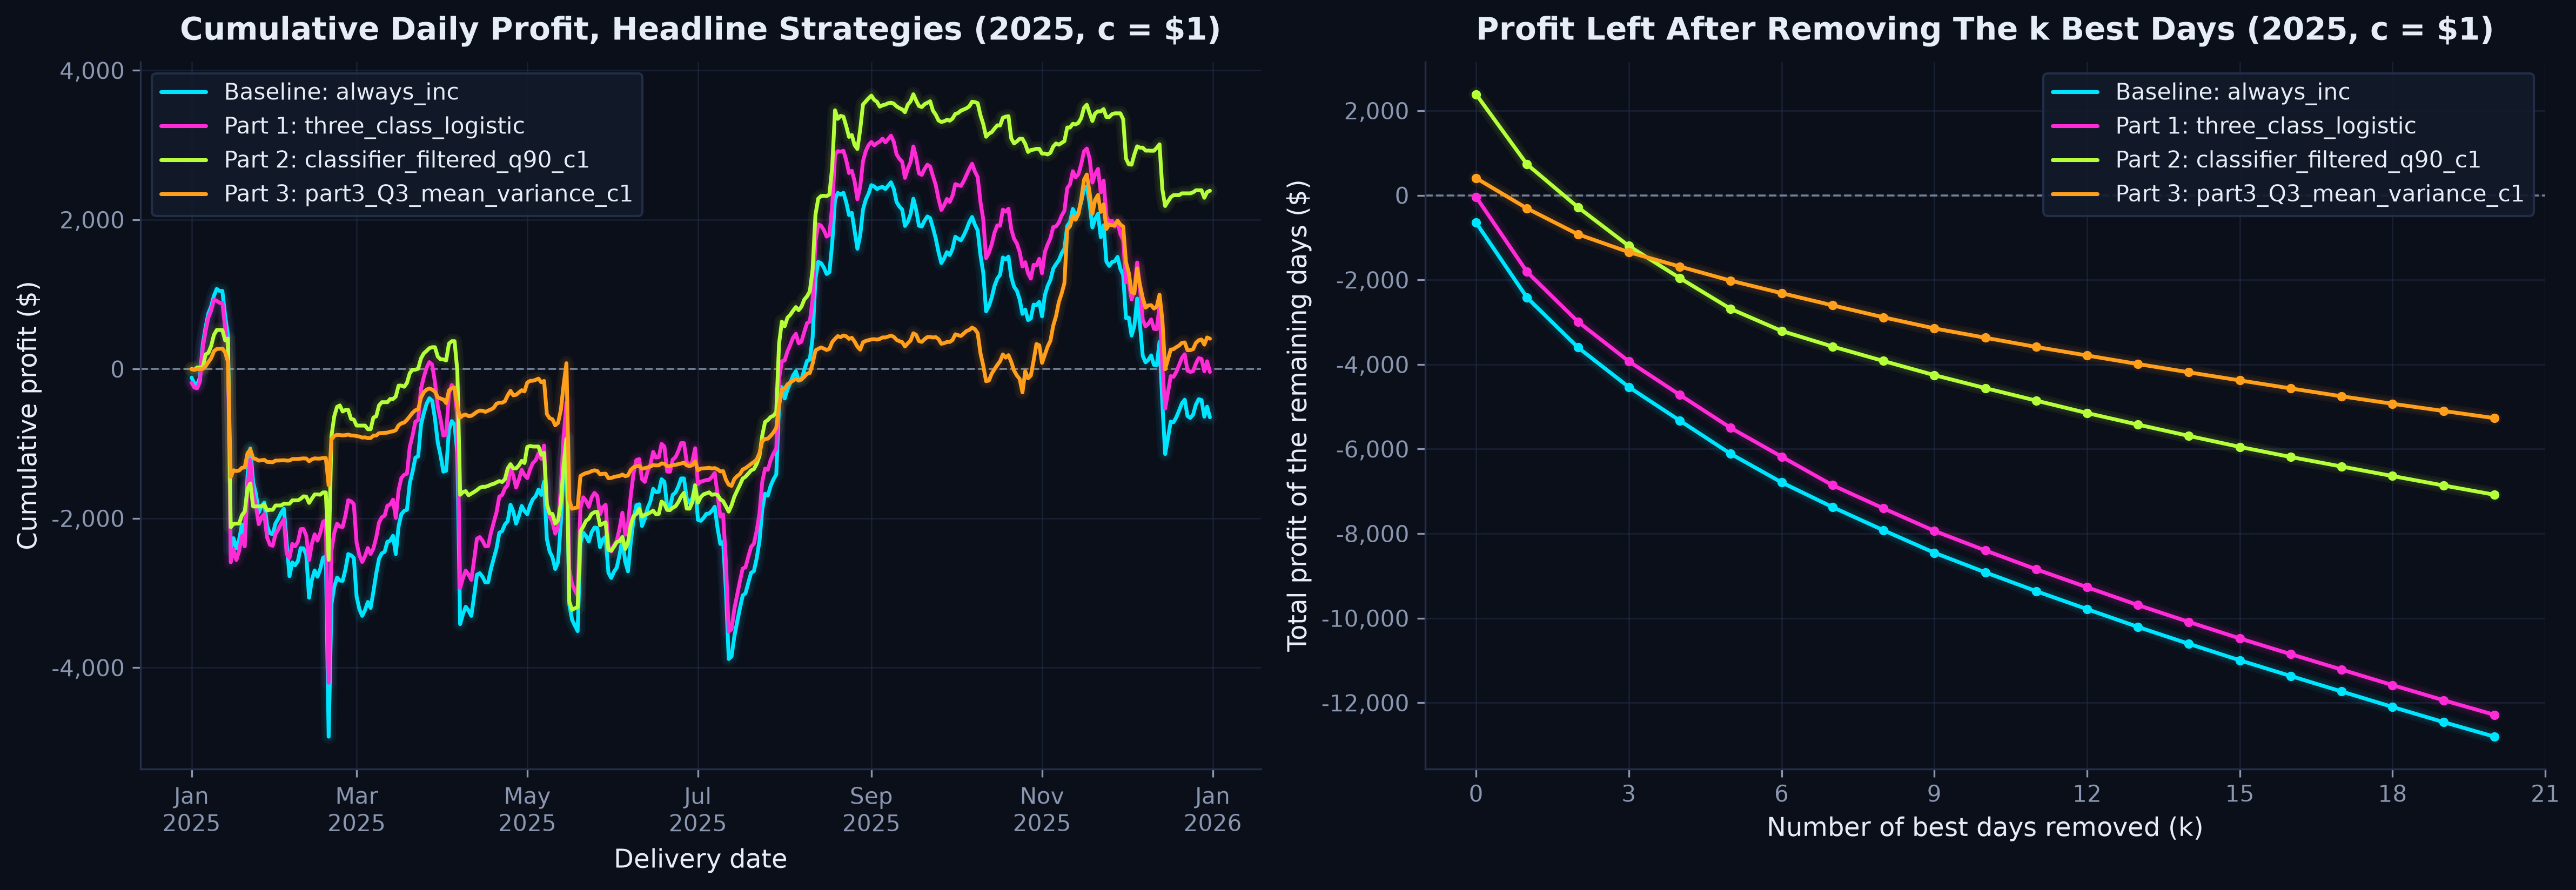 Cumulative Daily Profit, Headline Strategies (2025, c = $1)
Cumulative profit ($)
4,000
2,000
0
-2,000
-4,000
Baseline: always_inc
Part 1: three_class_logistic
Part 2: classifier_filtered_q90_c1
Part 3: part3_Q3_mean_variance_c1
Jan
2025
Mar
2025
May
2025
Jul
2025
Sep
2025
Nov
2025
Jan
2026
Delivery date
Profit Left After Removing The k Best Days (2025, c = $1)
Total profit of the remaining days ($)
2,000
0
-2,000
-4,000
-6,000
-8,000
-10,000
-12,000
Baseline: always_inc
Part 1: three_class_logistic
Part 2: classifier_filtered_q90_c1
Part 3: part3_Q3_mean_variance_c1
0 3 6 9 12 15 18 21
Number of best days removed (k)